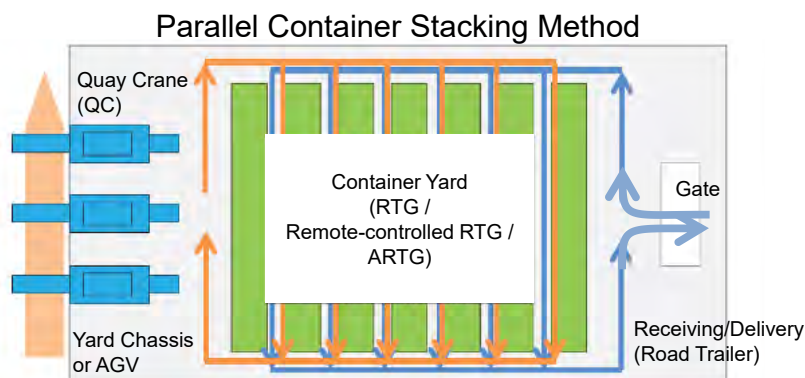 Parallel Container Stacking Method
Quay Crane
(QC)
Container Yard
(RTG /
Remote-controlled RTG /
ARTG)
Gate
Yard Chassis
or AGV
Receiving/Delivery
(Road Trailer)